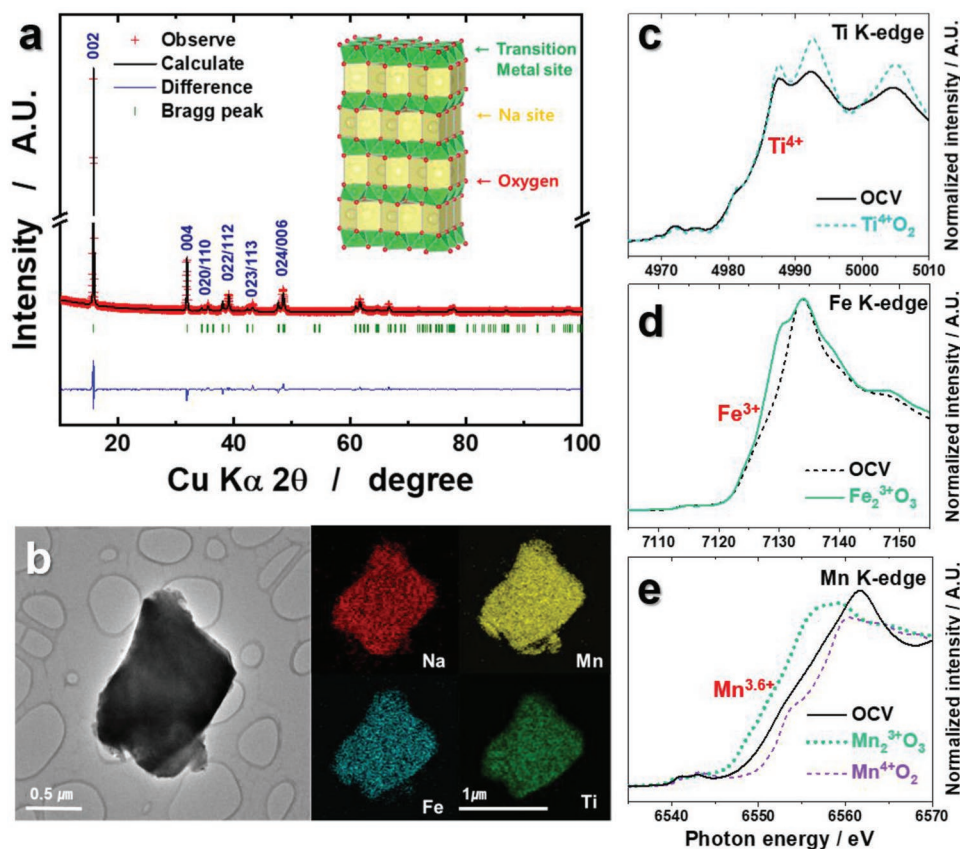 a
Observe
Calculate
Difference
Bragg peak
← Transition
Metal site
← Na site
← Oxygen
002
004
020/110
022/112
023/113
024/006
Intensity / A.U.
20 40 60 80 100
Cu Kα 2θ / degree
b
0.5 μm
Na
Mn
Fe
1μm
Ti
c
Ti K-edge
Ti⁴⁺
OCV
Ti⁴⁺O₂
4970 4980 4990 5000 5010
Normalized intensity / A.U.
d
Fe K-edge
Fe³⁺
OCV
Fe₂³⁺O₃
7110 7120 7130 7140 7150
Normalized intensity / A.U.
e
Mn K-edge
Mn³·⁶⁺
OCV
Mn₂³⁺O₃
Mn⁴⁺O₂
6540 6550 6560 6570
Photon energy / eV
Normalized intensity / A.U.